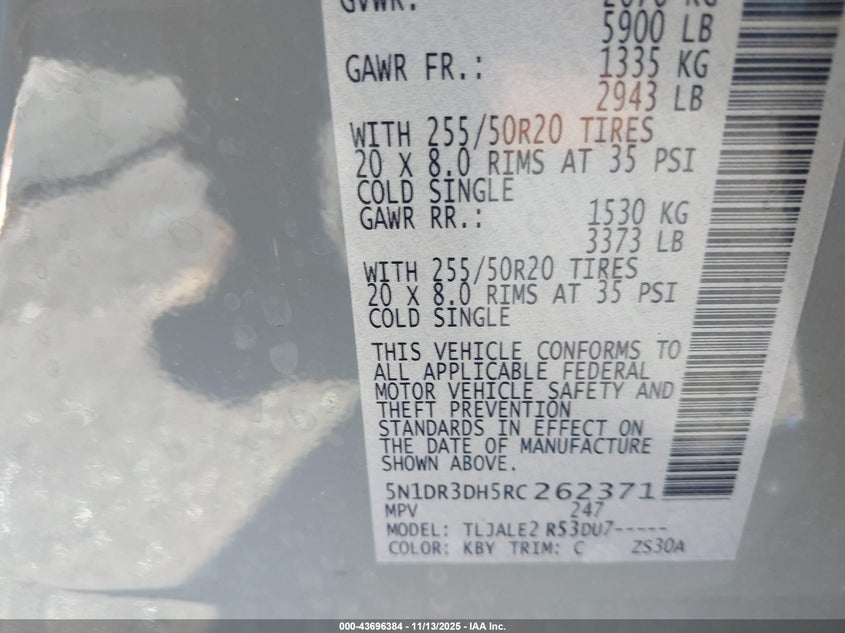 GVWR: 2676 KG
5900 LB
GAWR FR.: 1335 KG
2943 LB
WITH 255/50R20 TIRES
20 X 8.0 RIMS AT 35 PSI
COLD SINGLE
GAWR RR.: 1530 KG
3373 LB
WITH 255/50R20 TIRES
20 X 8.0 RIMS AT 35 PSI
COLD SINGLE
THIS VEHICLE CONFORMS TO
ALL APPLICABLE FEDERAL
MOTOR VEHICLE SAFETY AND
THEFT PREVENTION
STANDARDS IN EFFECT ON
THE DATE OF MANUFACTURE
SHOWN ABOVE.
5N1DR3DH5RC262371
MPV 247
MODEL: TLJALE2 R53DU7-----
COLOR: KBY TRIM: C ZS30A
000-43696384 - 11/13/2025 - IAA Inc.